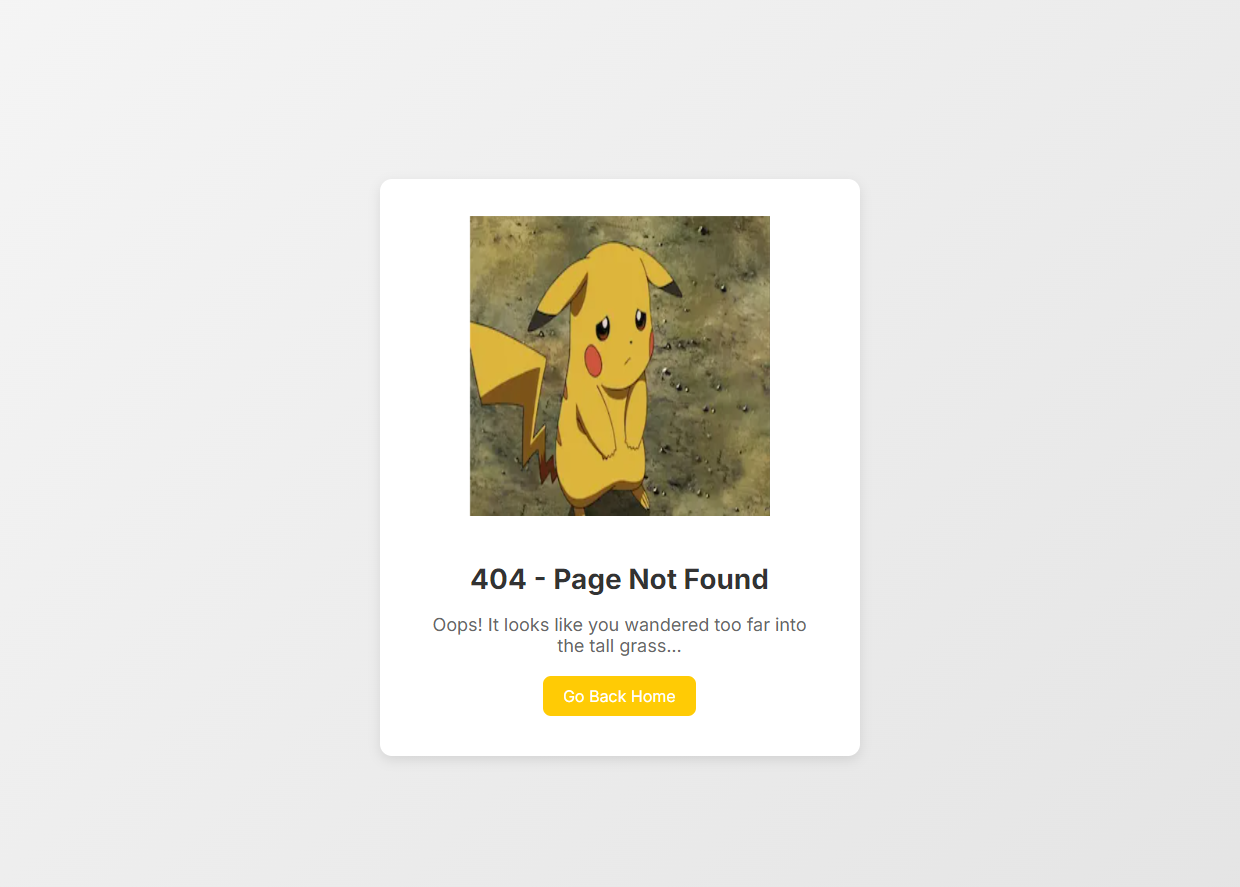 404 - Page Not Found
Oops! It looks like you wandered too far into
the tall grass...
Go Back Home